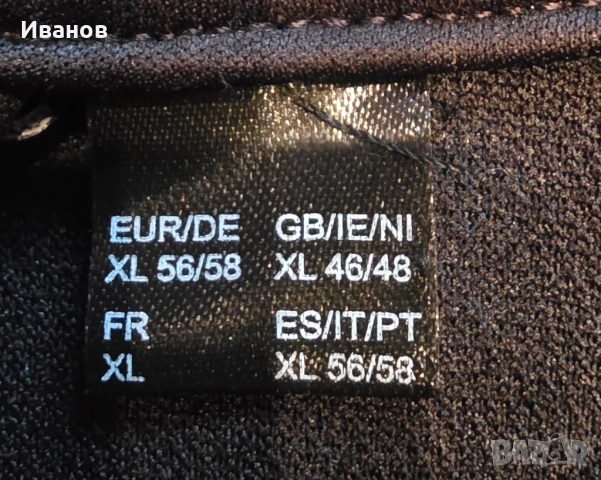 Иванов
EUR/DE GB/IE/NI
XL 56/58 XL 46/48
FR ES/IT/PT
XL XL 56/58
BAZAR